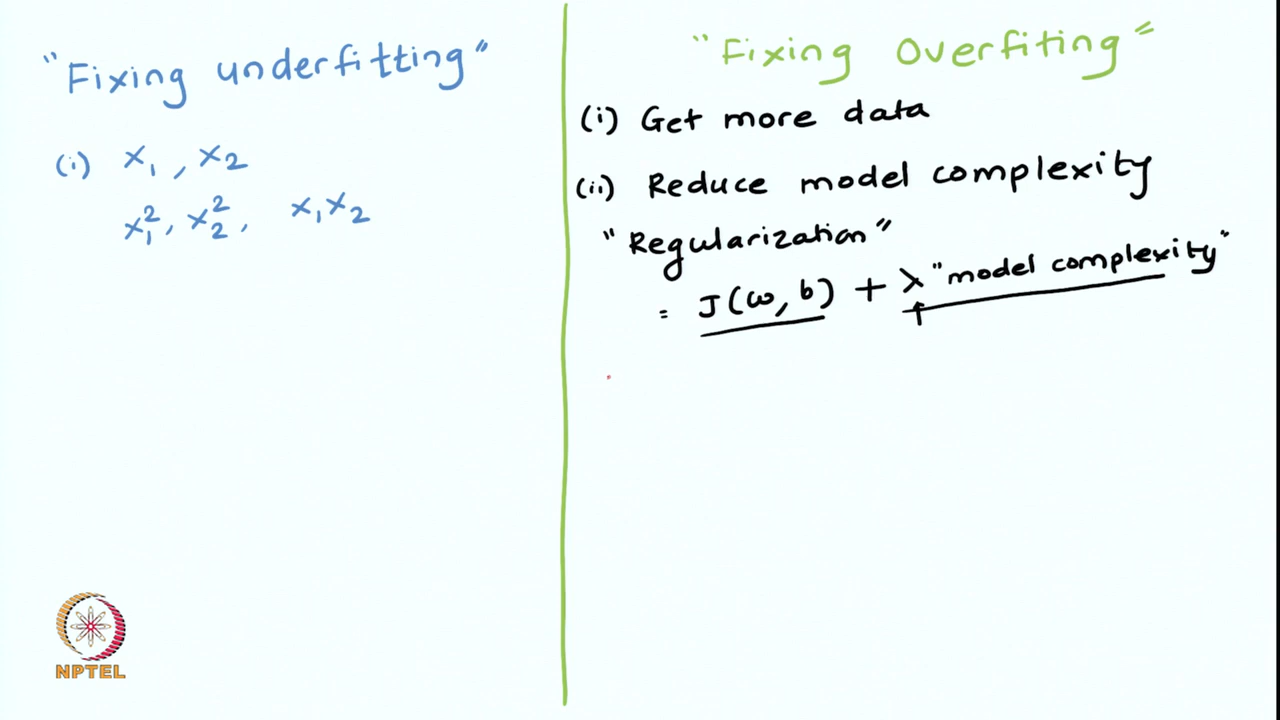 "Fixing underfitting"
(i) x₁, x₂
x₁², x₂², x₁x₂
"Fixing Overfiting"
(i) Get more data
(ii) Reduce model complexity
"Regularization"
= J(ω, b) + λ "model complexity"
NPTEL